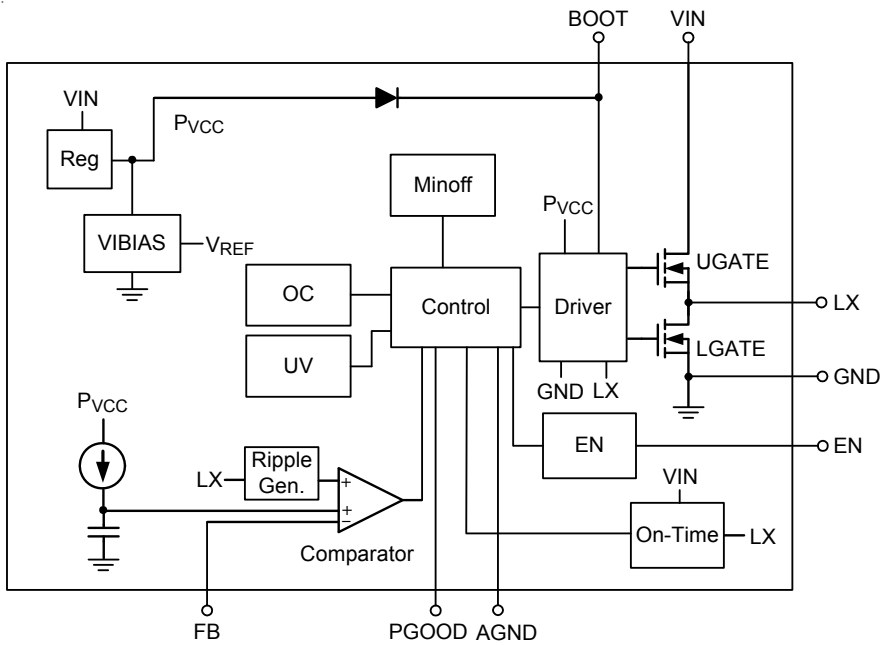 BOOT
VIN
VIN
PVCC
Reg
Minoff
PVCC
VIBIAS
VREF
UGATE
OC
Control
Driver
LX
LGATE
UV
GND
GND
LX
PVCC
EN
EN
Ripple
Gen.
LX
VIN
+
+
−
On-Time
LX
Comparator
FB
PGOOD
AGND